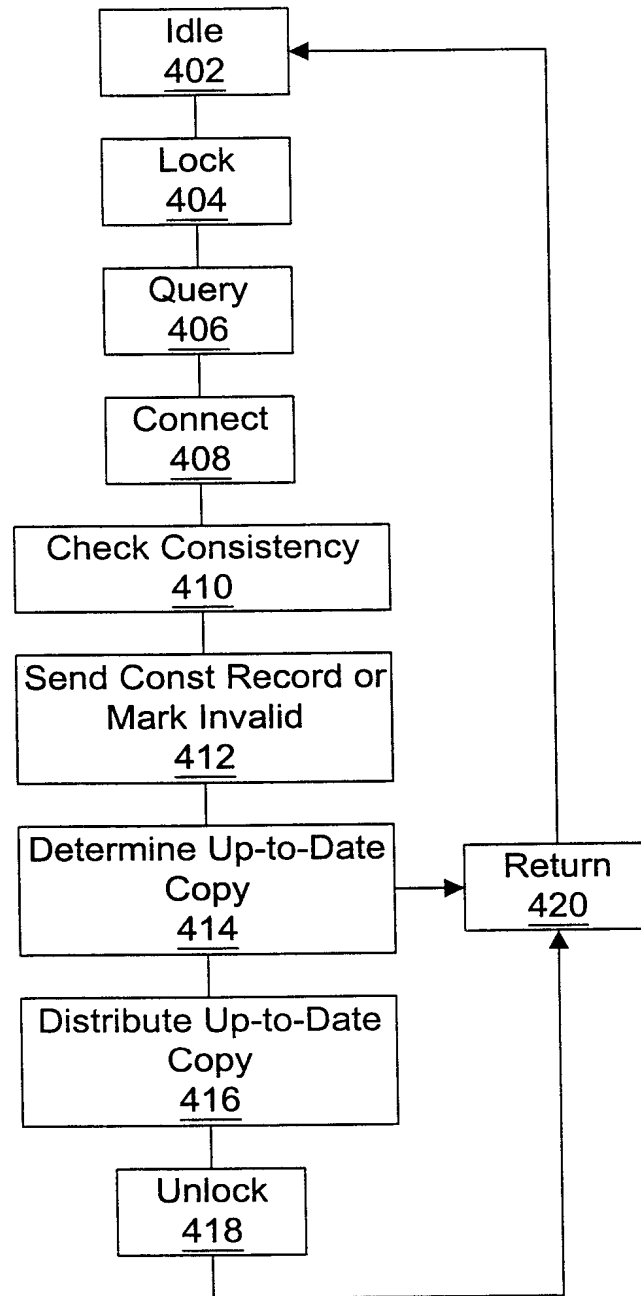 Idle
402
Lock
404
Query
406
Connect
408
Check Consistency
410
Send Const Record or
Mark Invalid
412
Determine Up-to-Date
Copy
414
Return
420
Distribute Up-to-Date
Copy
416
Unlock
418